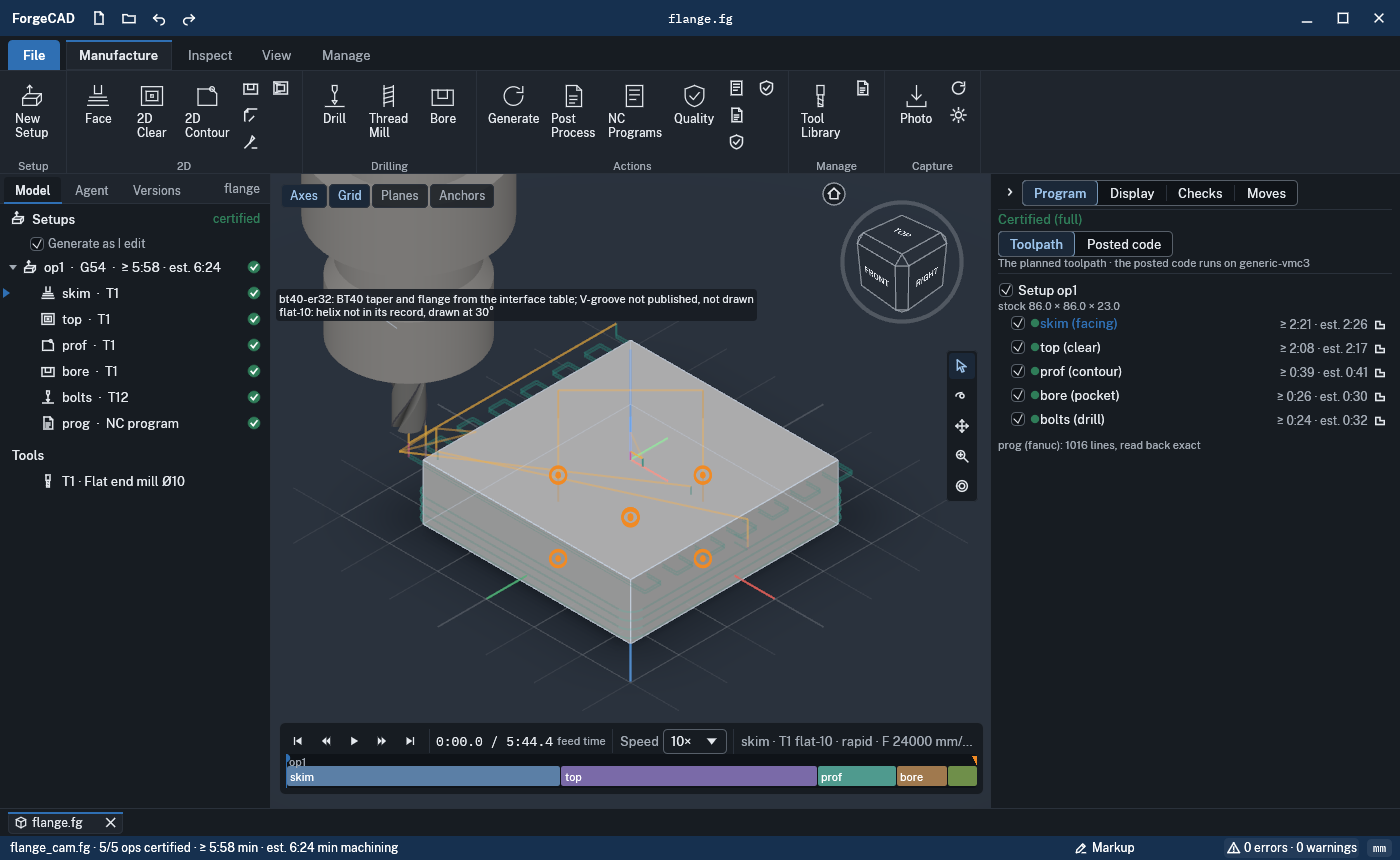 ForgeCAD
flange.fg
File Manufacture Inspect View Manage
New Setup
Face
2D Clear
2D Contour
Drill
Thread Mill
Bore
Generate
Post Process
NC Programs
Quality
Tool Library
Photo
Setup 2D Drilling Actions Manage Capture
Model Agent Versions flange
Setups certified
Generate as I edit
op1 · G54 · ≥ 5:58 · est. 6:24
skim · T1
top · T1
prof · T1
bore · T1
bolts · T12
prog · NC program
Tools
T1 · Flat end mill Ø10
Axes Grid Planes Anchors
bt40-er32: BT40 taper and flange from the interface table; V-groove not published, not drawn
flat-10: helix not in its record, drawn at 30°
TOP
FRONT
RIGHT
0:00.0 / 5:44.4 feed time Speed 10× skim · T1 flat-10 · rapid · F 24000 mm/...
op1
skim top prof bore
Program Display Checks Moves
Certified (full)
Toolpath Posted code
The planned toolpath · the posted code runs on generic-vmc3
Setup op1
stock 86.0 × 86.0 × 23.0
skim (facing) ≥ 2:21 · est. 2:26
top (clear) ≥ 2:08 · est. 2:17
prof (contour) ≥ 0:39 · est. 0:41
bore (pocket) ≥ 0:26 · est. 0:30
bolts (drill) ≥ 0:24 · est. 0:32
prog (fanuc): 1016 lines, read back exact
flange.fg
flange_cam.fg · 5/5 ops certified · ≥ 5:58 min · est. 6:24 min machining
Markup
0 errors · 0 warnings mm